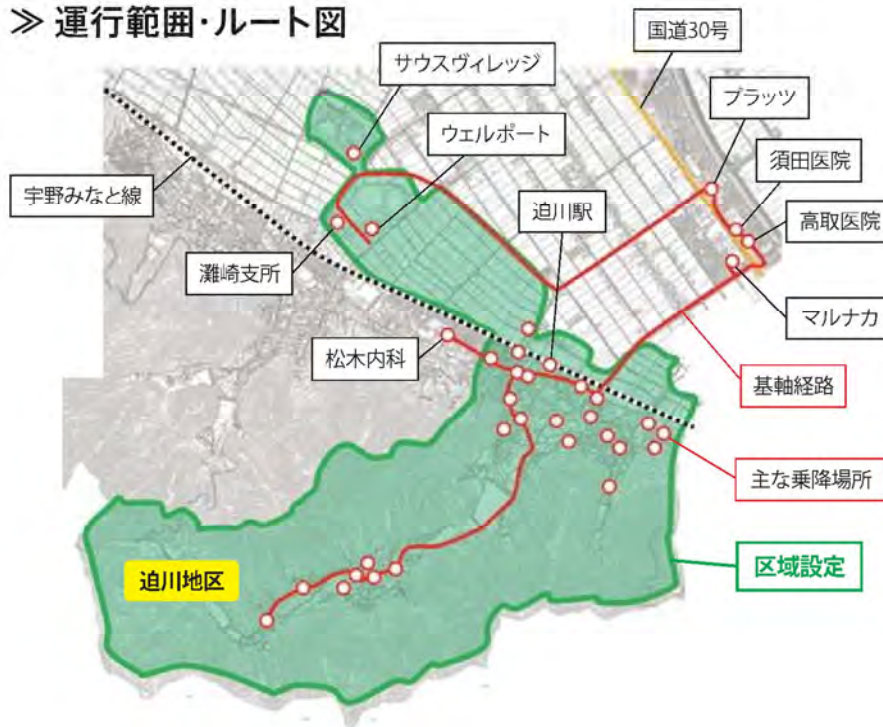 ≫ 運行範囲・ルート図
国道30号
サウスヴィレッジ
プラッツ
ウェルポート
須田医院
宇野みなと線
迫川駅
高取医院
灘崎支所
マルナカ
松木内科
基軸経路
主な乗降場所
迫川地区
区域設定